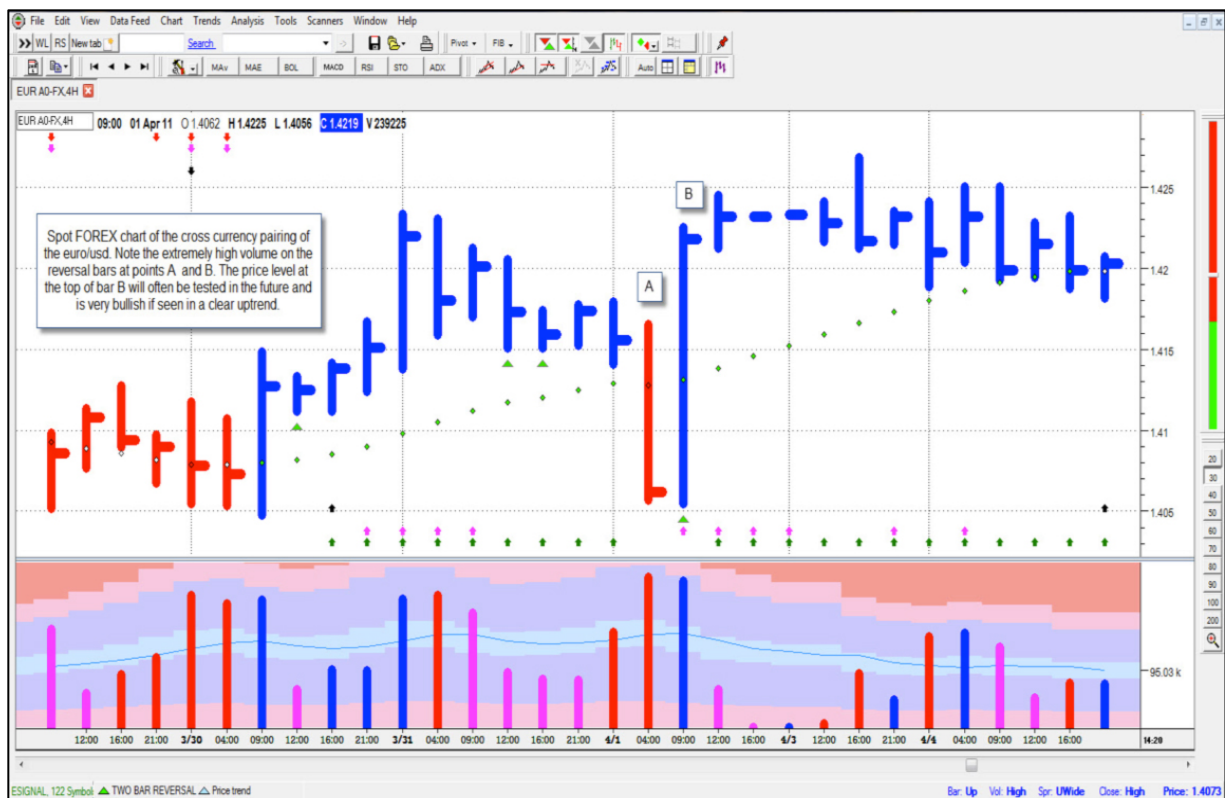 File Edit View Data Feed Chart Trends Analysis Tools Scanners Window Help
WL RS New tab Search Pivot FIB
MAv MAE BOL MACD RSI STO ADX Auto
EUR A0-FX,4H
EUR A0-FX,4H 09:00 01 Apr 11 O 1.4062 H 1.4225 L 1.4056 C 1.4219 V 239225
Spot FOREX chart of the cross currency pairing of
the euro/usd. Note the extremely high volume on the
reversal bars at points A and B. The price level at
the top of bar B will often be tested in the future and
is very bullish if seen in a clear uptrend.
A
B
1.425
1.42
1.415
1.41
1.405
20
30
40
50
60
70
80
90
100
200
95.03 k
12:00 16:00 21:00 3/30 04:00 09:00 12:00 16:00 21:00 3/31 04:00 09:00 12:00 16:00 21:00 4/1 04:00 09:00 12:00 16:00 4/3 12:00 16:00 21:00 4/4 04:00 09:00 12:00 16:00 14:20
ESIGNAL, 122 Symbol TWO BAR REVERSAL Price trend Bar: Up Vol: High Spr: UWide Close: High Price: 1.4073